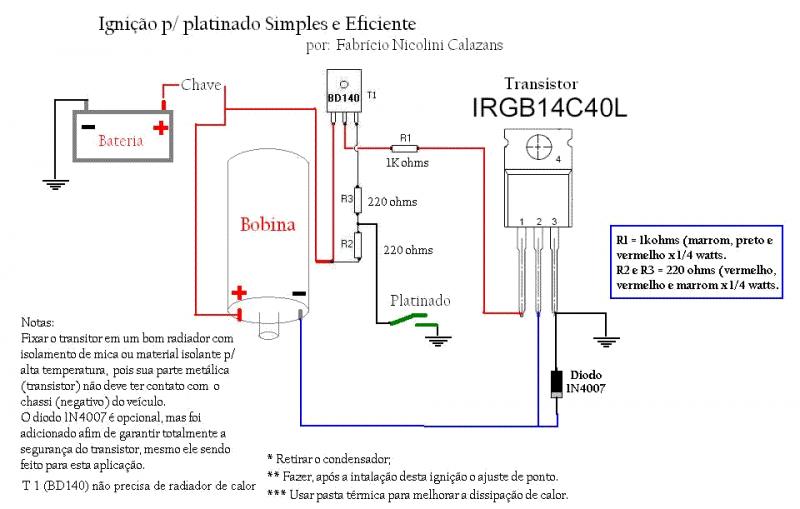 Ignição p/ platinado Simples e Eficiente
por: Fabrício Nicolini Calazans
Chave
BD140
T1
Transistor
IRGB14C40L
Bateria
R1
1K ohms
4
R3
220 ohms
Bobina
1 2 3
R2
220 ohms
R1 = 1kohms (marrom, preto e
vermelho x 1/4 watts.
R2 e R3 = 220 ohms (vermelho,
vermelho e marrom x 1/4 watts.
Platinado
Notas:
Fixar o transitor em um bom radiador com
isolamento de mica ou material isolante p/
alta temperatura, pois sua parte metálica
(transistor) não deve ter contato com o
chassi (negativo) do veículo.
O diodo 1N4007 é opcional, mas foi
adicionado afim de garantir totalmente a
segurança do transistor, mesmo ele sendo
feito para esta aplicação.
T 1 (BD140) não precisa de radiador de calor
Diodo
1N4007
* Retirar o condensador;
** Fazer, após a intalação desta ignição o ajuste de ponto.
*** Usar pasta térmica para melhorar a dissipação de calor.